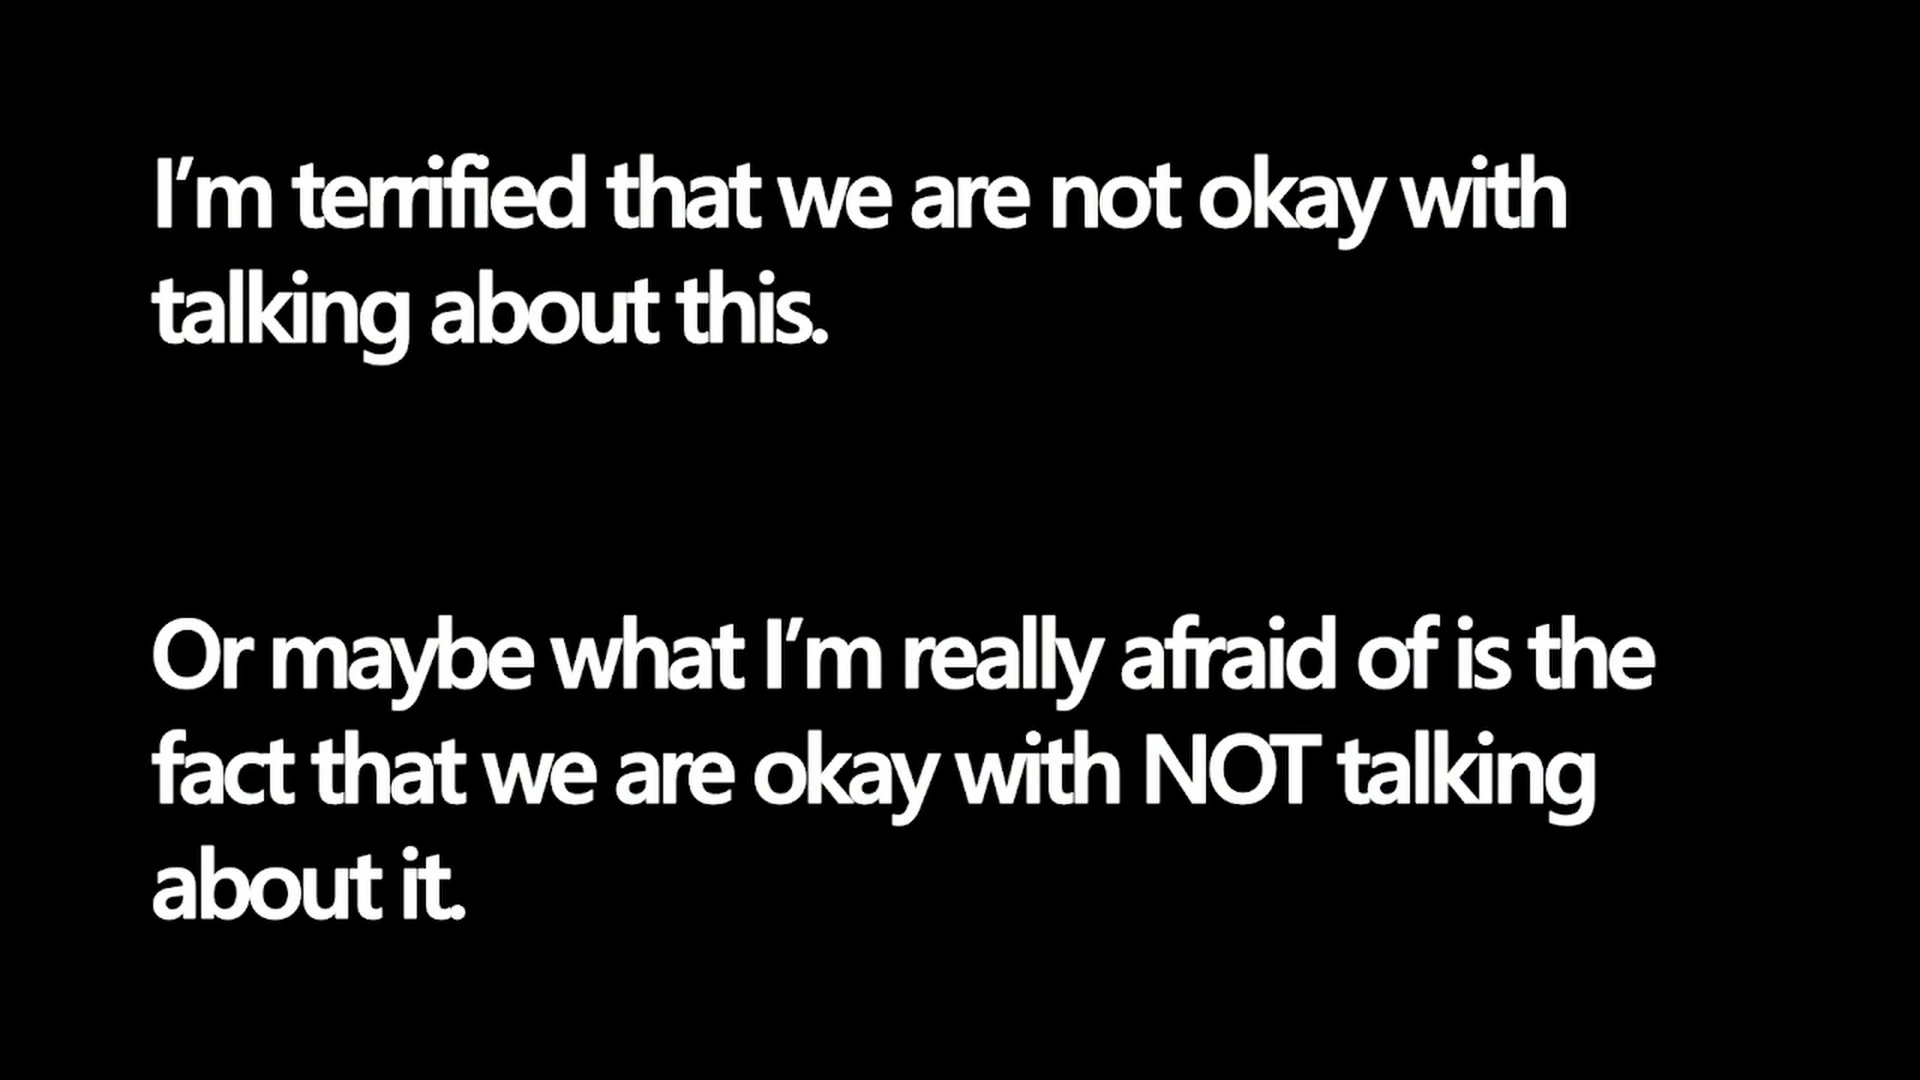 I’m terrified that we are not okay with
talking about this.
Or maybe what I’m really afraid of is the
fact that we are okay with NOT talking
about it.